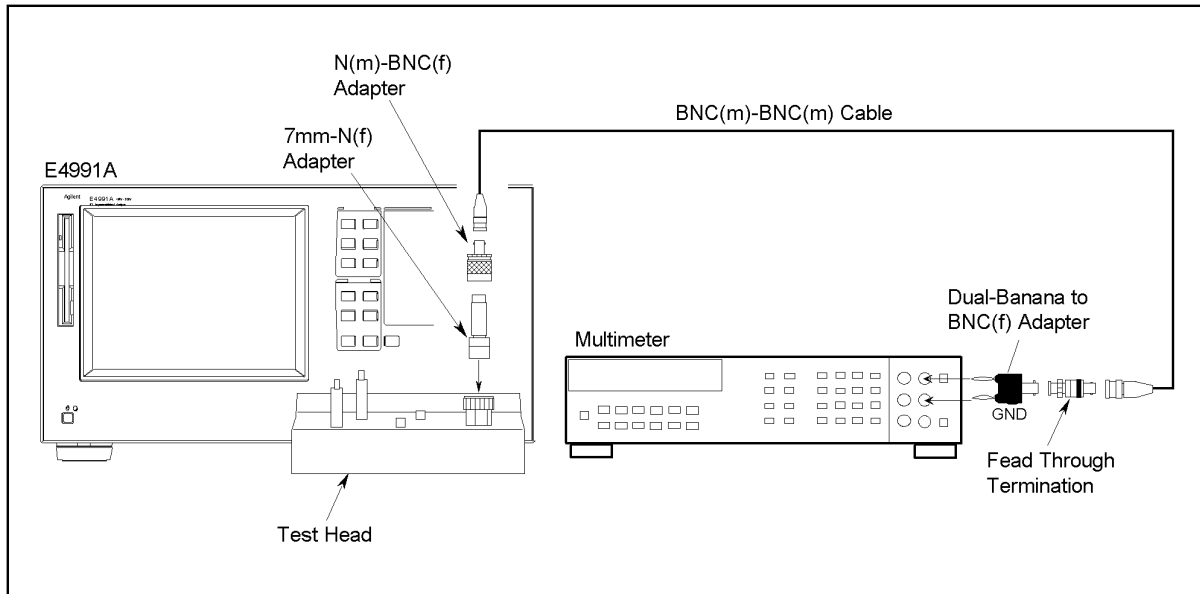 N(m)-BNC(f)
Adapter
BNC(m)-BNC(m) Cable
7mm-N(f)
Adapter
E4991A
Agilent
E4991A
Dual-Banana to
BNC(f) Adapter
Multimeter
GND
Fead Through
Termination
Test Head